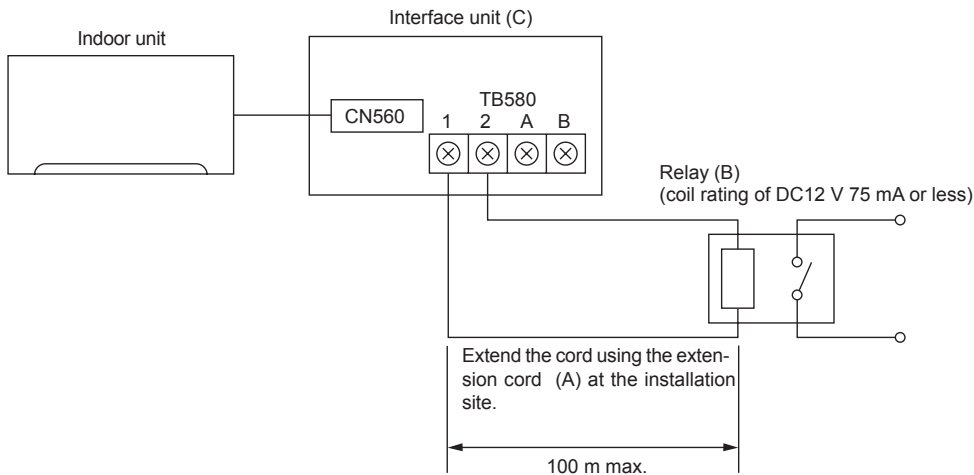 Interface unit (C)
Indoor unit
CN560
TB580
1 2 A B
Relay (B)
(coil rating of DC12 V 75 mA or less)
Extend the cord using the exten-
sion cord (A) at the installation
site.
100 m max.